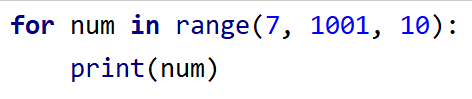 for num in range(7, 1001, 10):
    print(num)